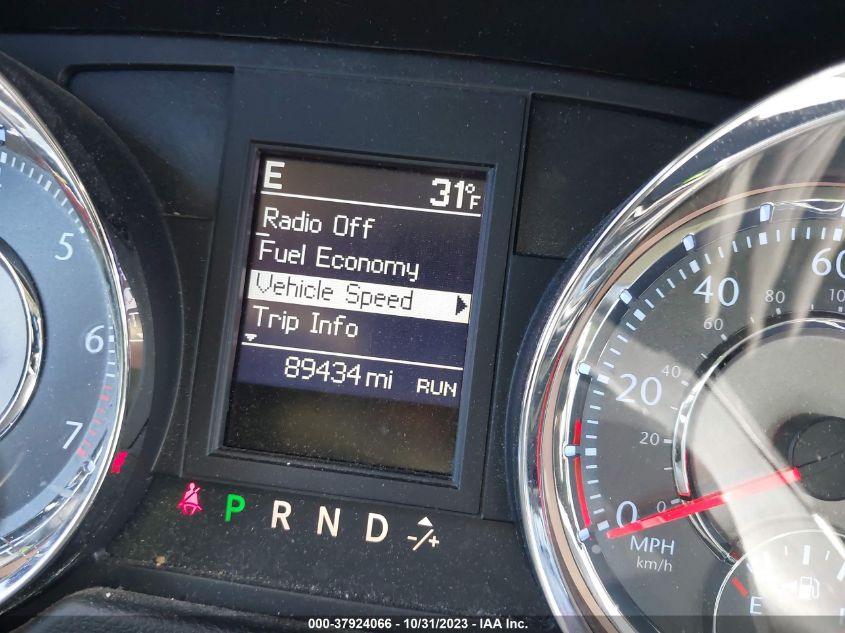 E 31°F
Radio Off
Fuel Economy
Vehicle Speed
Trip Info
89434 mi RUN
5
6
7
P R N D -/+
0 20 40 60
0 20 40 60 80
MPH
km/h
E
000-37924066 - 10/31/2023 - IAA Inc.